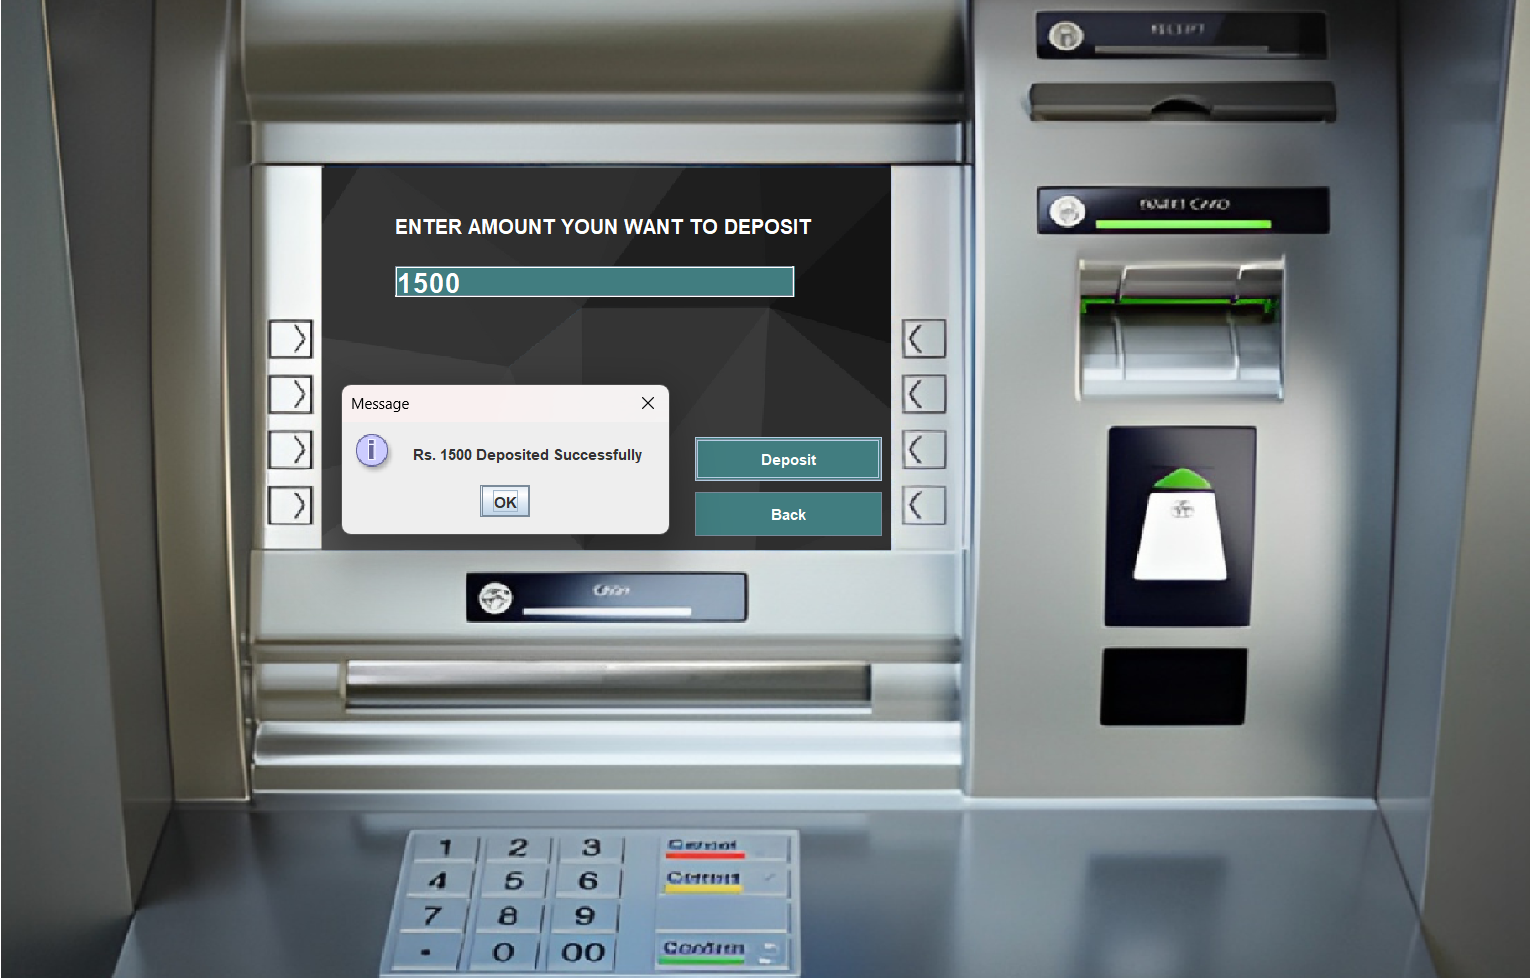 ENTER AMOUNT YOUN WANT TO DEPOSIT
1500
Message
Rs. 1500 Deposited Successfully
OK
Deposit
Back
1 2 3
4 5 6
7 8 9
0 00
Confirm